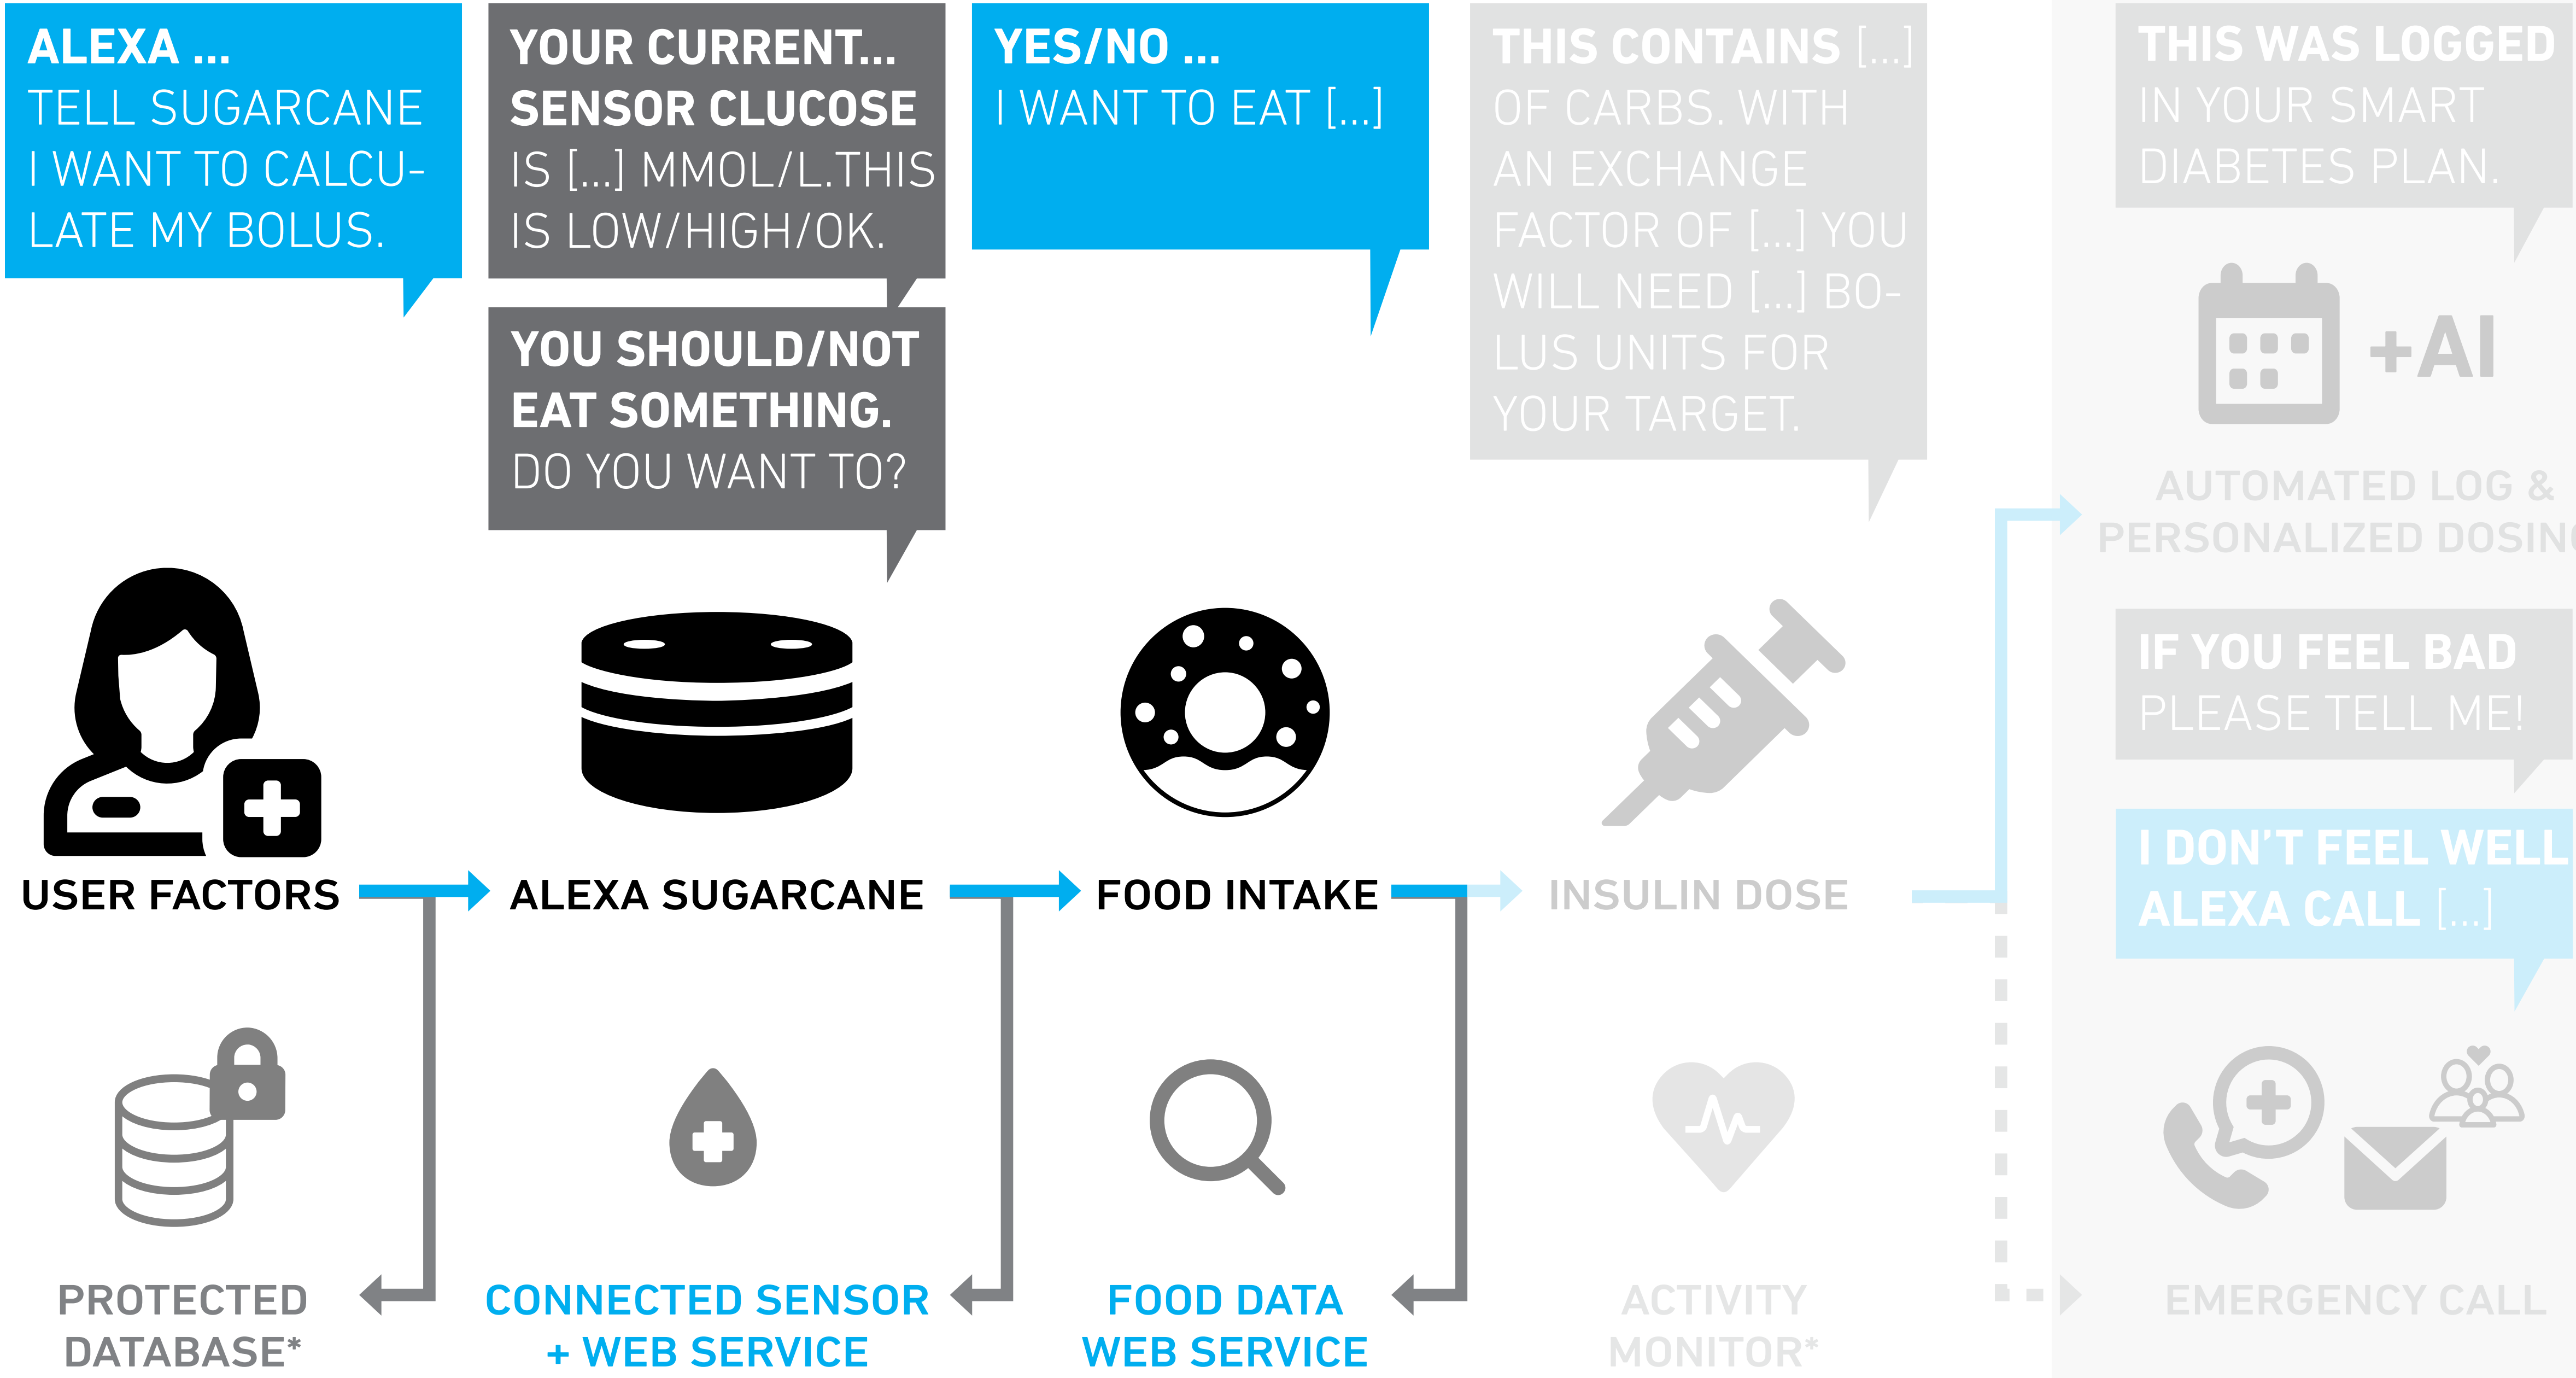 ALEXA ...
TELL SUGARCANE
I WANT TO CALCU-
LATE MY BOLUS.
YOUR CURRENT...
SENSOR CLUCOSE
IS [...] MMOL/L.THIS
IS LOW/HIGH/OK.
YOU SHOULD/NOT
EAT SOMETHING.
DO YOU WANT TO?
YES/NO ...
I WANT TO EAT [...]
THIS CONTAINS [...]
OF CARBS. WITH
AN EXCHANGE
FACTOR OF [...] YOU
WILL NEED [...] BO-
LUS UNITS FOR
YOUR TARGET.
THIS WAS LOGGED
IN YOUR SMART
DIABETES PLAN.
+AI
AUTOMATED LOG &
PERSONALIZED DOSING
IF YOU FEEL BAD
PLEASE TELL ME!
I DON'T FEEL WELL
ALEXA CALL [...]
USER FACTORS
ALEXA SUGARCANE
FOOD INTAKE
INSULIN DOSE
PROTECTED
DATABASE*
CONNECTED SENSOR
+ WEB SERVICE
FOOD DATA
WEB SERVICE
ACTIVITY
MONITOR*
EMERGENCY CALL